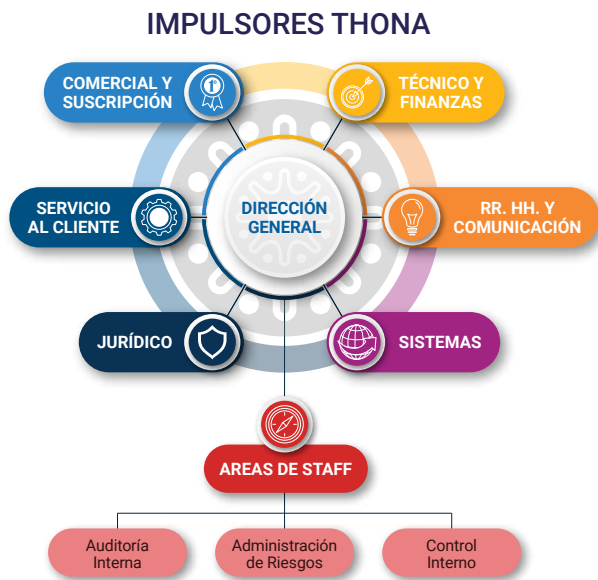 IMPULSORES THONA
COMERCIAL Y
SUSCRIPCIÓN
TÉCNICO Y
FINANZAS
SERVICIO
AL CLIENTE
DIRECCIÓN
GENERAL
RR. HH. Y
COMUNICACIÓN
JURÍDICO
SISTEMAS
AREAS DE STAFF
Auditoría
Interna
Administración
de Riesgos
Control
Interno